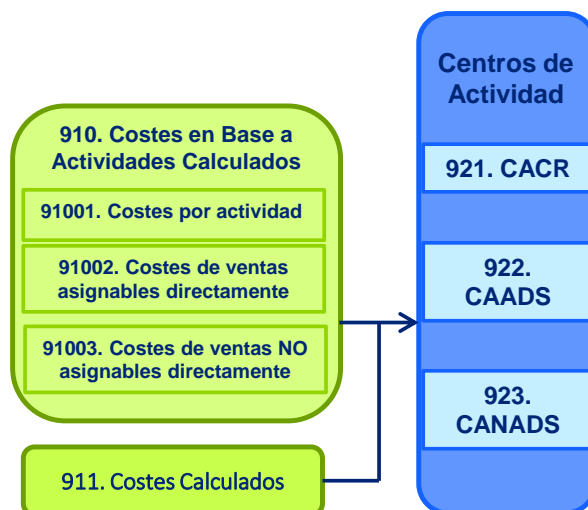 910. Costes en Base a
Actividades Calculados
91001. Costes por actividad
91002. Costes de ventas
asignables directamente
91003. Costes de ventas NO
asignables directamente
911. Costes Calculados
Centros de
Actividad
921. CACR
922.
CAADS
923.
CANADS